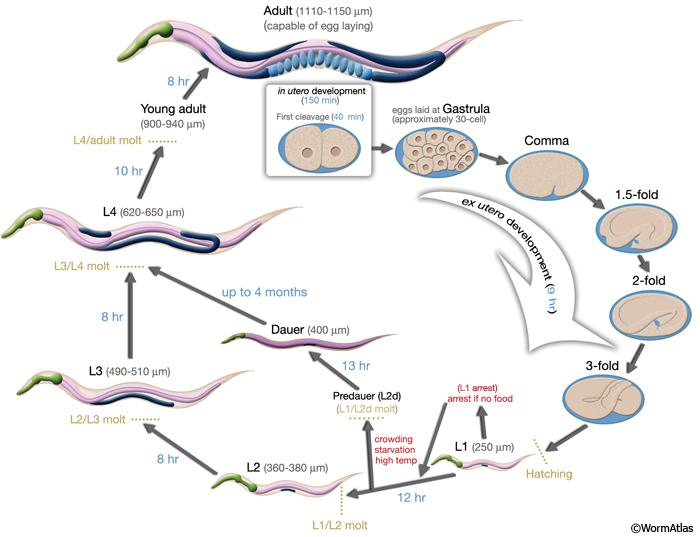 Adult (1110-1150 μm)
(capable of egg laying)
8 hr
in utero development
(150 min)
First cleavage (40 min)
eggs laid at Gastrula
(approximately 30-cell)
Comma
1.5-fold
2-fold
3-fold
ex utero development (9 hr)
Young adult
(900-940 μm)
L4/adult molt
10 hr
L4 (620-650 μm)
L3/L4 molt
up to 4 months
8 hr
Dauer (400 μm)
13 hr
L3 (490-510 μm)
Predauer (L2d)
(L1/L2d molt)
(L1 arrest)
arrest if no food
L2/L3 molt
crowding
starvation
high temp
L1 (250 μm)
8 hr
L2 (360-380 μm)
Hatching
12 hr
L1/L2 molt
©WormAtlas